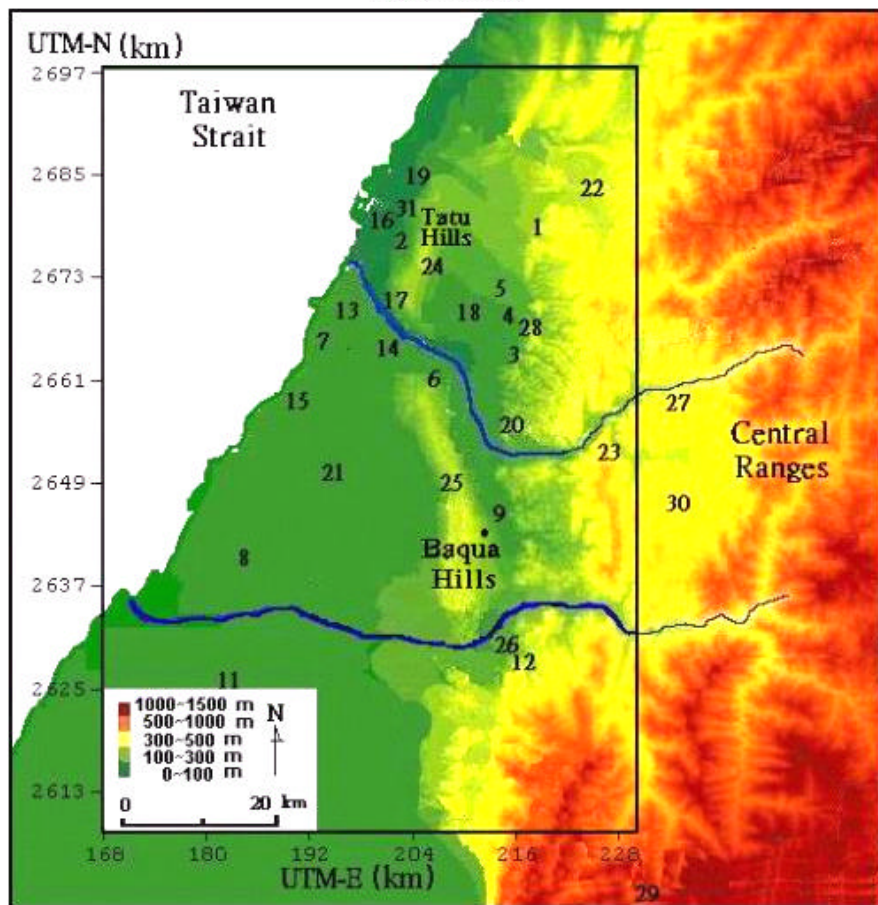 UTM-N (km)
2697
Taiwan
Strait
2685
19
22
31
16
Tatu
1
2
Hills
2673
24
5
17
13
18
4
28
7
14
3
2661
6
27
15
20
Central
23
Ranges
21
2649
25
30
9
8
Baqua
Hills
2637
26
12
11
2625
1000~1500 m
500~1000 m
300~500 m
100~300 m
0~100 m
N
2613
0 20 km
168 180 192 204 216 228
UTM-E (km)
29